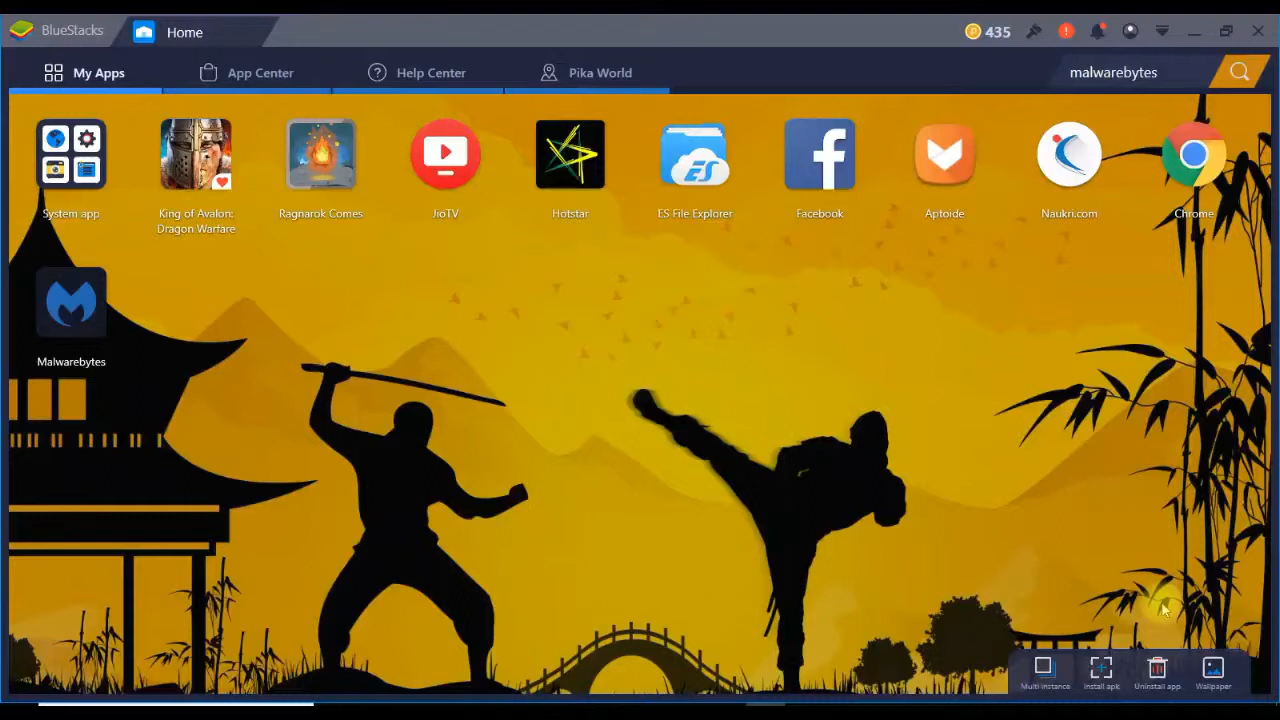 BlueStacks
Home
435
My Apps
App Center
Help Center
Pika World
malwarebytes
System app
King of Avalon:
Dragon Warfare
Ragnarok Comes
JioTV
Hotstar
ES File Explorer
Facebook
Aptoide
Naukri.com
Chrome
Malwarebytes
Multi-instance
Install apk
Uninstall app
Wallpaper